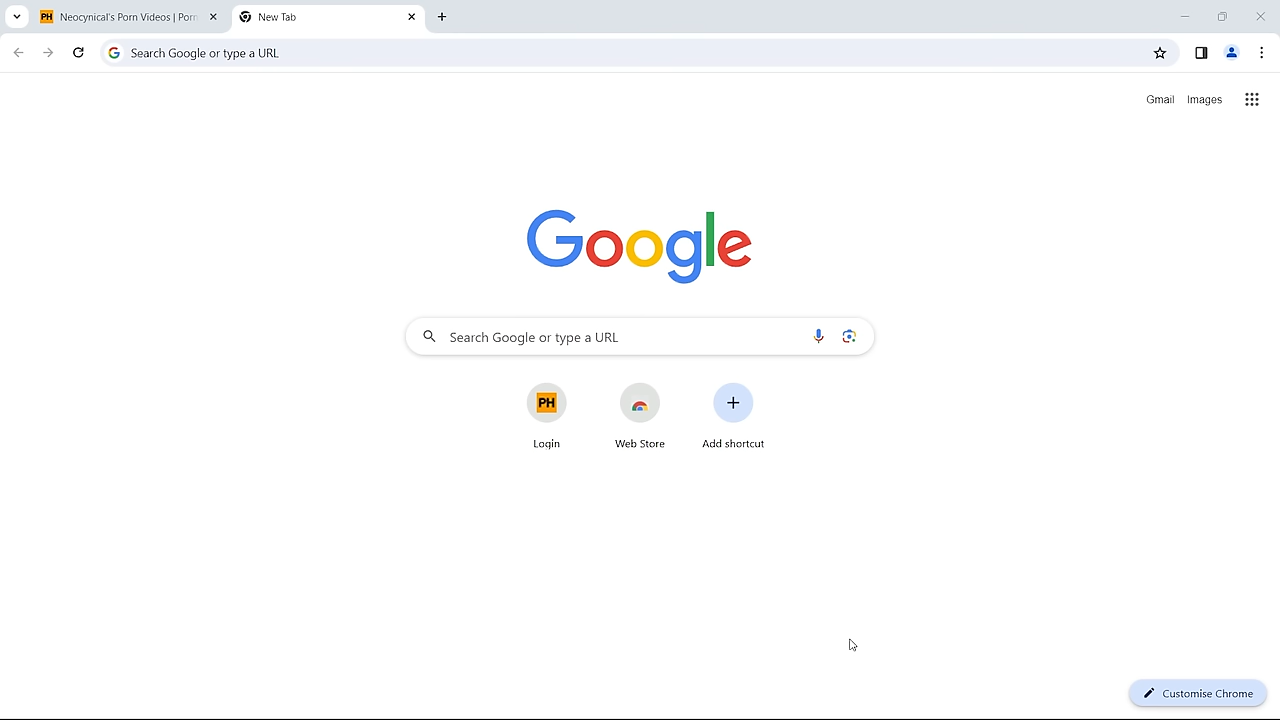 PH Neocynical's Porn Videos | Porn
New Tab
Search Google or type a URL
Gmail Images
Google
Search Google or type a URL
PH
Login Web Store Add shortcut
Customise Chrome